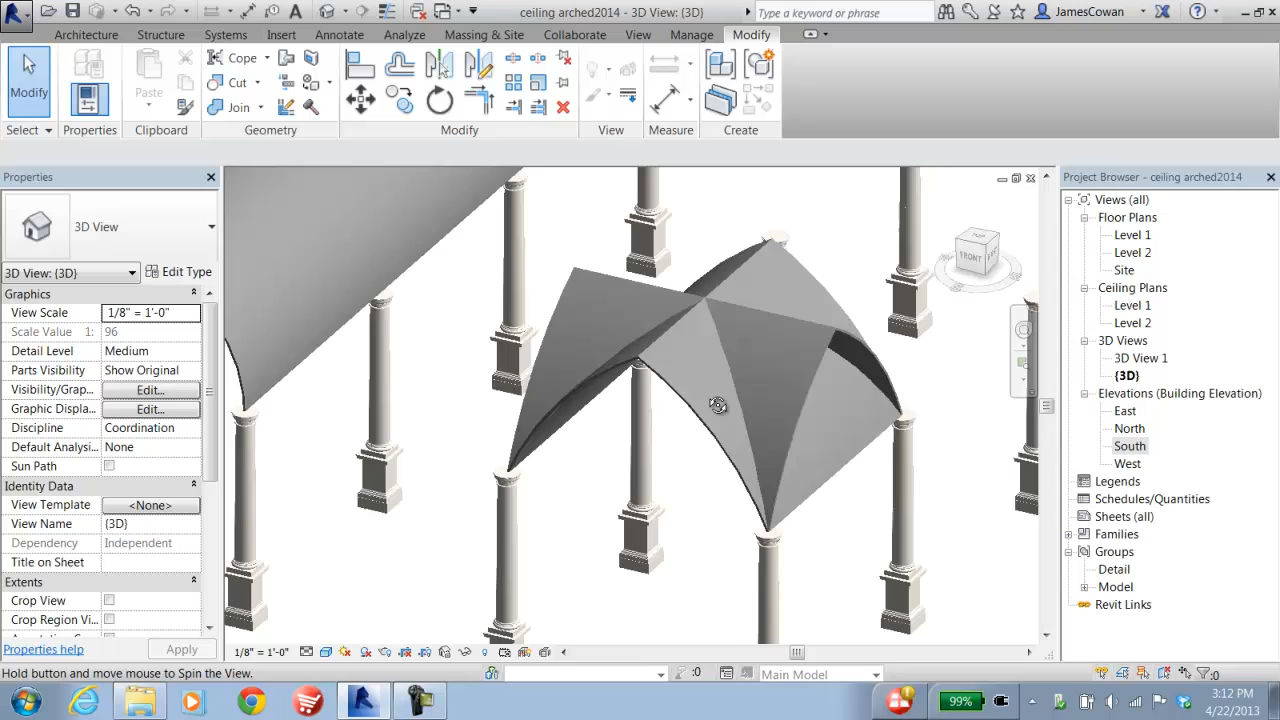 ceiling arched2014 - 3D View: {3D}
Type a keyword or phrase
JamesCowan
Architecture Structure Systems Insert Annotate Analyze Massing & Site Collaborate View Manage Modify
Modify
Paste
Cope
Cut
Join
Select Properties Clipboard Geometry Modify View Measure Create
Properties
3D View
3D View: {3D}
Edit Type
Graphics
View Scale 1/8" = 1'-0"
Scale Value 1: 96
Detail Level Medium
Parts Visibility Show Original
Visibility/Grap... Edit...
Graphic Displa... Edit...
Discipline Coordination
Default Analysi... None
Sun Path
Identity Data
View Template <None>
View Name {3D}
Dependency Independent
Title on Sheet
Extents
Crop View
Crop Region Vi...
Properties help
Apply
FRONT
Project Browser - ceiling arched2014
Views (all)
Floor Plans
Level 1
Level 2
Site
Ceiling Plans
Level 1
Level 2
3D Views
3D View 1
{3D}
Elevations (Building Elevation)
East
North
South
West
Legends
Schedules/Quantities
Sheets (all)
Families
Groups
Detail
Model
Revit Links
1/8" = 1'-0"
Hold button and move mouse to Spin the View.
:0
Main Model
:0
99%
3:12 PM
4/22/2013